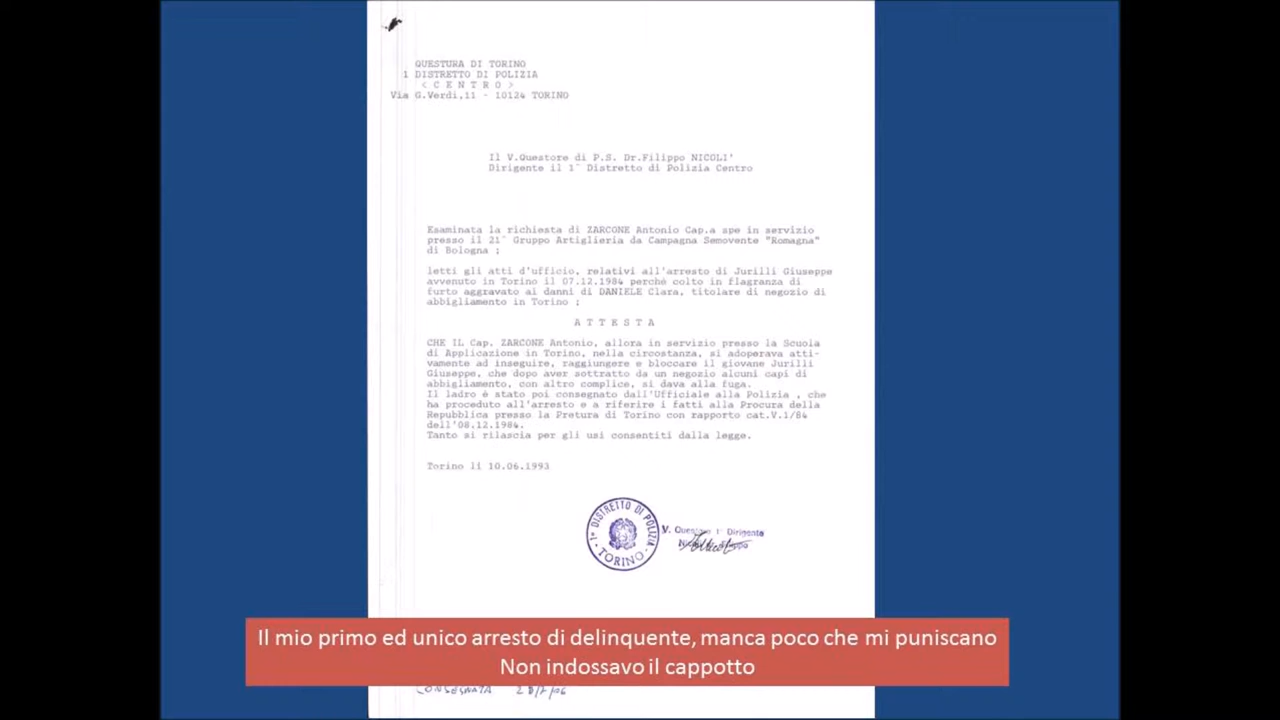 QUESTURA DI TORINO
1 DISTRETTO DI POLIZIA
< C E N T R O >
Via G.Verdi,11 - 10124 TORINO
Il V.Questore di P.S. Dr.Filippo NICOLI'
Dirigente il 1^ Distretto di Polizia Centro
Esaminata la richiesta di ZARCONE Antonio Cap.a spe in servizio
presso il 21^ Gruppo Artiglieria da Campagna Semovente "Romagna"
di Bologna ;
letti gli atti d'ufficio, relativi all'arresto di Jurilli Giuseppe
avvenuto in Torino il 07.12.1984 perché colto in flagranza di
furto aggravato ai danni di DANIELE Clara, titolare di negozio di
abbigliamento in Torino ;
A T T E S T A
CHE IL Cap. ZARCONE Antonio, allora in servizio presso la Scuola
di Applicazione in Torino, nella circostanza, si adoperava atti-
vamente ad inseguire, raggiungere e bloccare il giovane Jurilli
Giuseppe, che dopo aver sottratto da un negozio alcuni capi di
abbigliamento, con altro complice, si dava alla fuga.
Il ladro è stato poi consegnato dall'Ufficiale alla Polizia , che
ha proceduto all'arresto e a riferire i fatti alla Procura della
Repubblica presso la Pretura di Torino con rapporto cat.V.1/84
dell'08.12.1984.
Tanto si rilascia per gli usi consentiti dalla legge.
Torino li 10.06.1993
1° DISTRETTO DI POLIZIA
TORINO
V. Questore 1° Dirigente
Il mio primo ed unico arresto di delinquente, manca poco che mi puniscano
Non indossavo il cappotto
CONSEGNATA